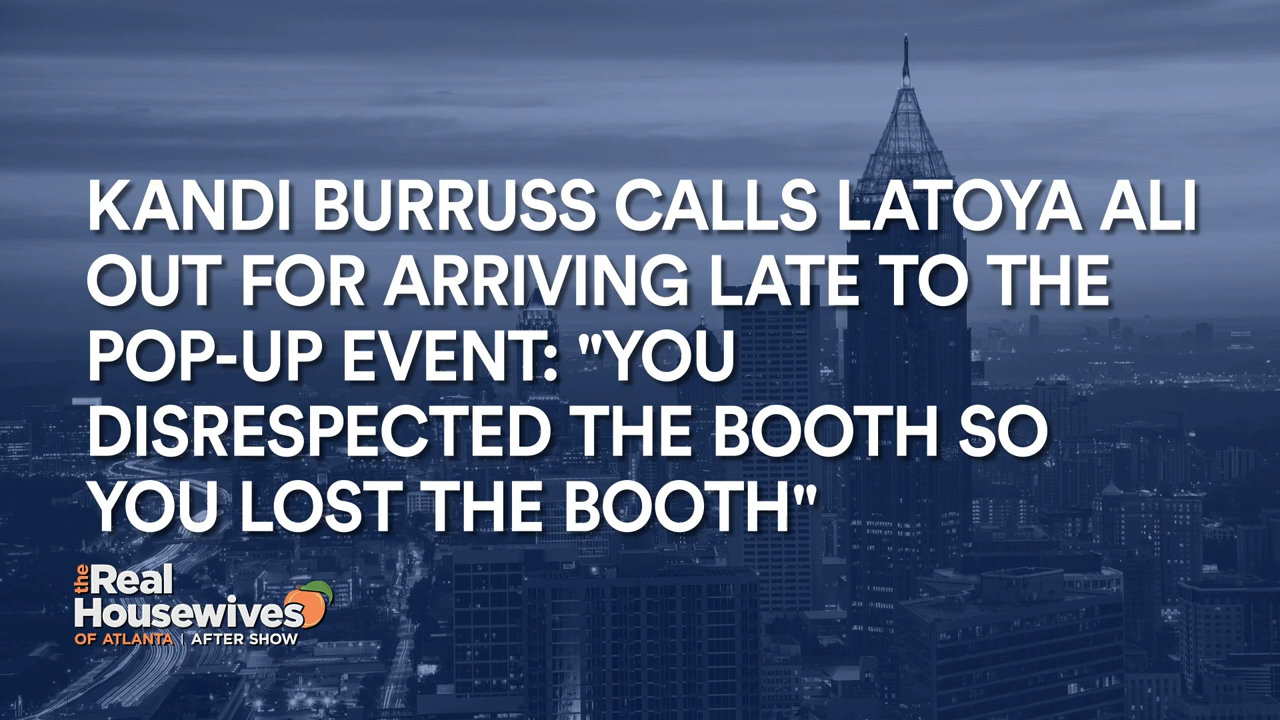 KANDI BURRUSS CALLS LATOYA ALI
OUT FOR ARRIVING LATE TO THE
POP-UP EVENT: "YOU
DISRESPECTED THE BOOTH SO
YOU LOST THE BOOTH"
the Real
Housewives
OF ATLANTA | AFTER SHOW